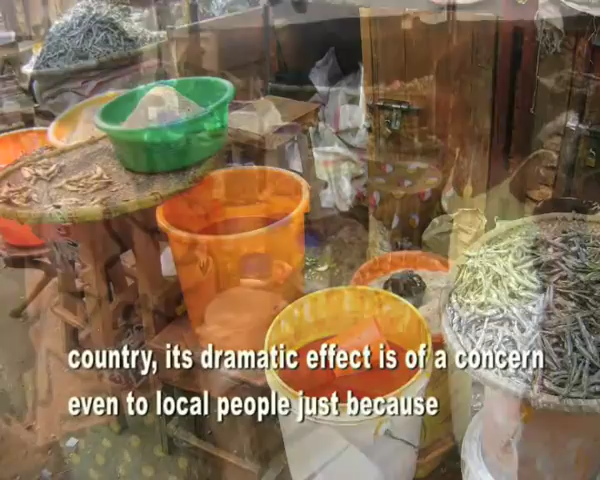 country, its dramatic effect is of a concern
even to local people just because